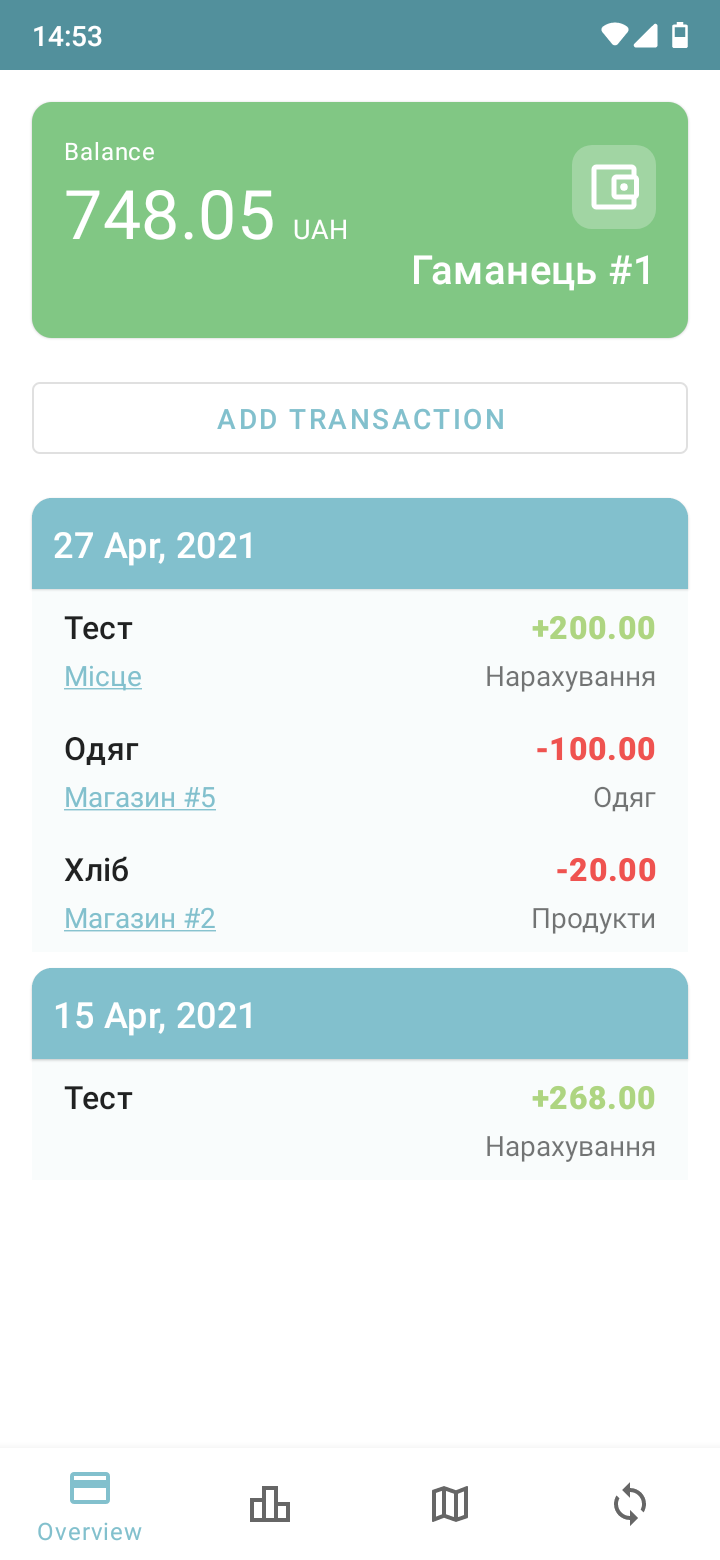 14:53
Balance
748.05 UAH
Гаманець #1
ADD TRANSACTION
27 Apr, 2021
Тест +200.00
Місце Нарахування
Одяг -100.00
Магазин #5 Одяг
Хліб -20.00
Магазин #2 Продукти
15 Apr, 2021
Тест +268.00
Нарахування
Overview